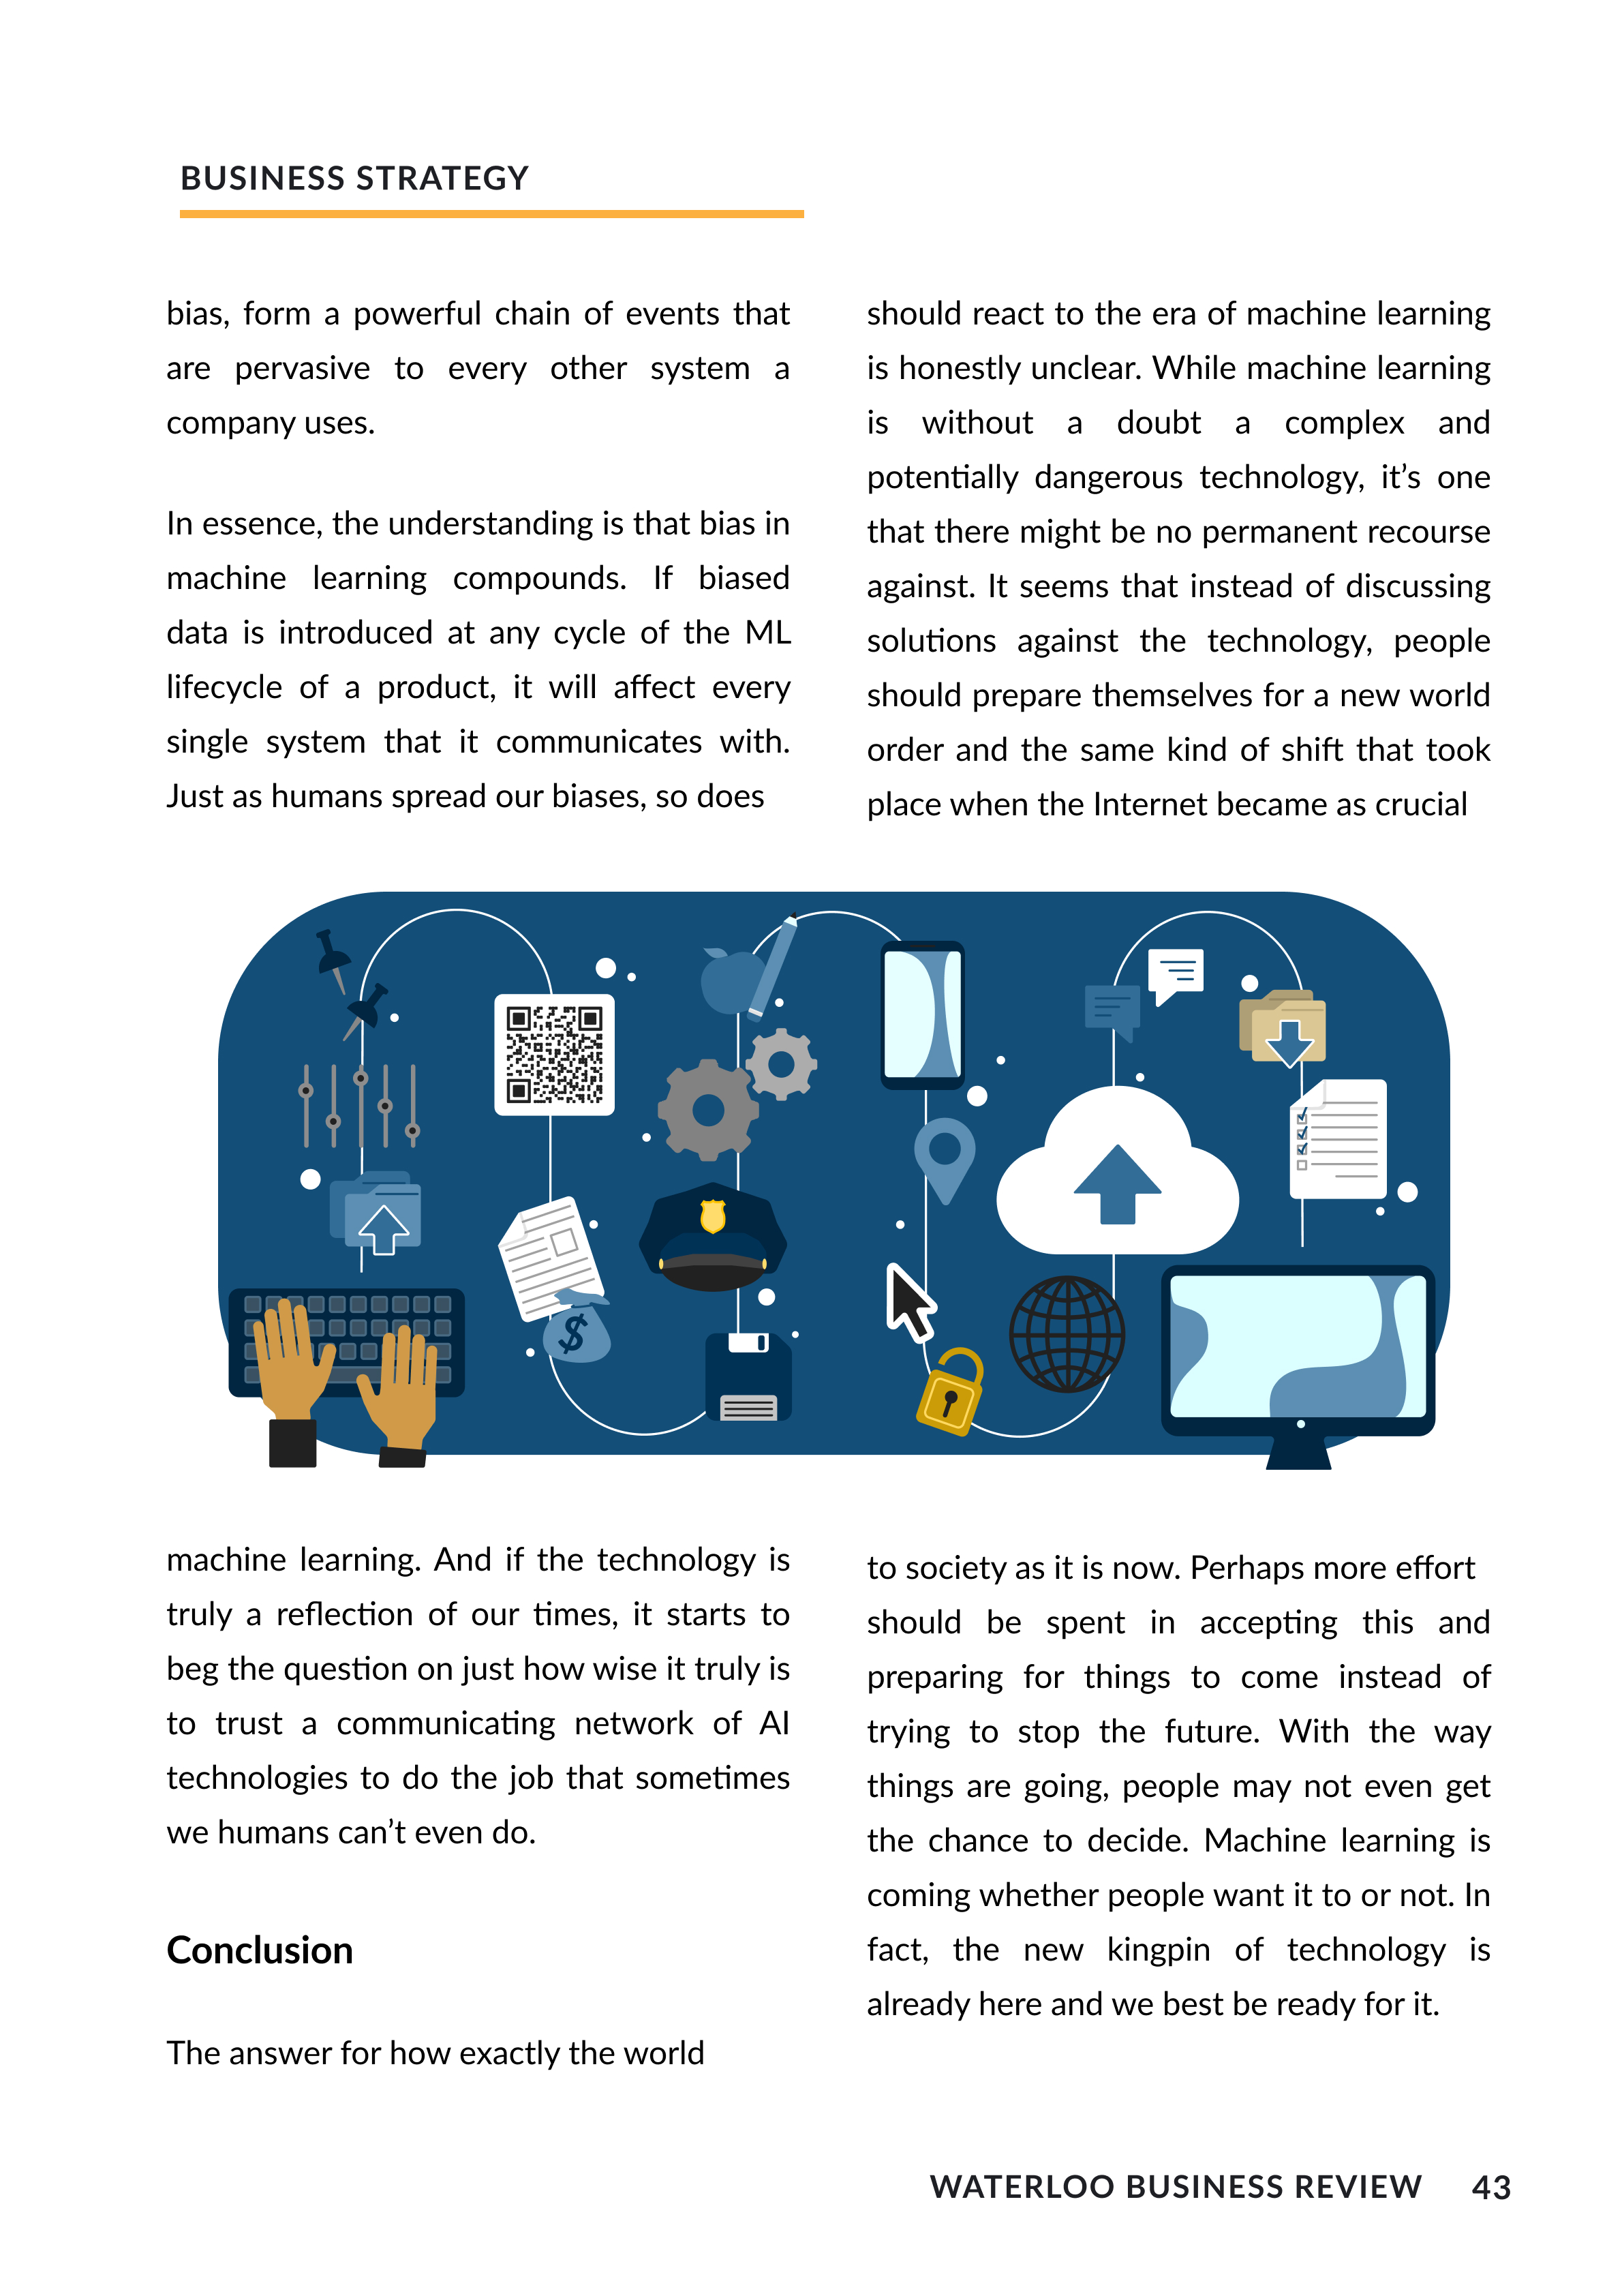 BUSINESS STRATEGY
bias, form a powerful chain of events that
are pervasive to every other system a
company uses.
In essence, the understanding is that bias in
machine learning compounds. If biased
data is introduced at any cycle of the ML
lifecycle of a product, it will affect every
single system that it communicates with.
Just as humans spread our biases, so does
machine learning. And if the technology is
truly a reflection of our times, it starts to
beg the question on just how wise it truly is
to trust a communicating network of AI
technologies to do the job that sometimes
we humans can’t even do.
Conclusion
The answer for how exactly the world
should react to the era of machine learning
is honestly unclear. While machine learning
is without a doubt a complex and
potentially dangerous technology, it’s one
that there might be no permanent recourse
against. It seems that instead of discussing
solutions against the technology, people
should prepare themselves for a new world
order and the same kind of shift that took
place when the Internet became as crucial
to society as it is now. Perhaps more effort
should be spent in accepting this and
preparing for things to come instead of
trying to stop the future. With the way
things are going, people may not even get
the chance to decide. Machine learning is
coming whether people want it to or not. In
fact, the new kingpin of technology is
already here and we best be ready for it.
$
WATERLOO BUSINESS REVIEW 43